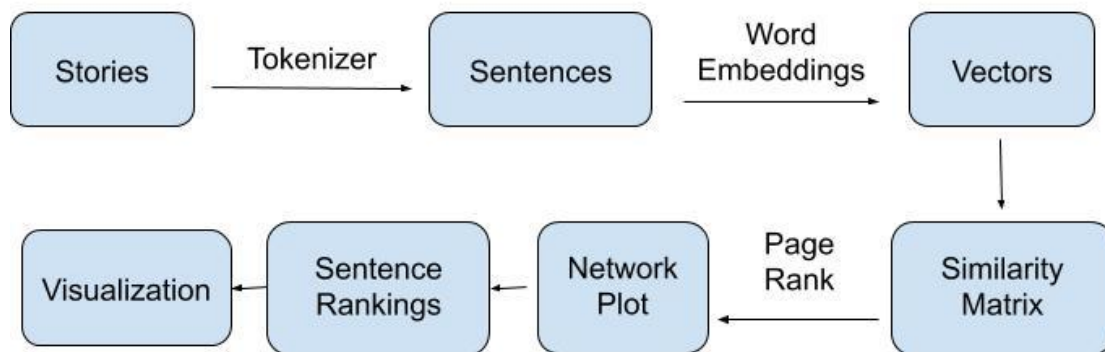 Stories
Tokenizer
Sentences
Word
Embeddings
Vectors
Visualization
Sentence
Rankings
Network
Plot
Page
Rank
Similarity
Matrix